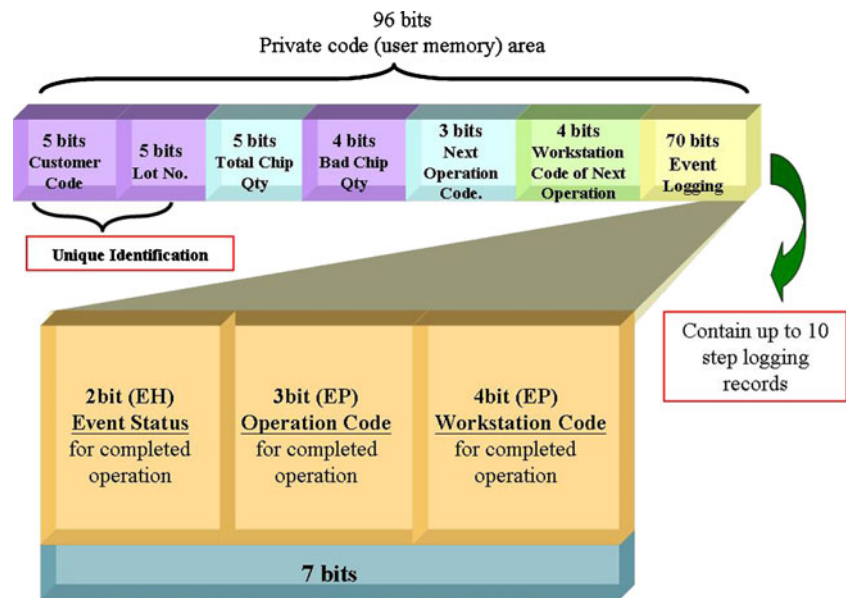 96 bits
Private code (user memory) area
5 bits
Customer
Code
5 bits
Lot No.
5 bits
Total Chip
Qty
4 bits
Bad Chip
Qty
3 bits
Next
Operation
Code.
4 bits
Workstation
Code of Next
Operation
70 bits
Event
Logging
Unique Identification
Contain up to 10
step logging
records
2bit (EH)
Event Status
for completed
operation
3bit (EP)
Operation Code
for completed
operation
4bit (EP)
Workstation Code
for completed
operation
7 bits